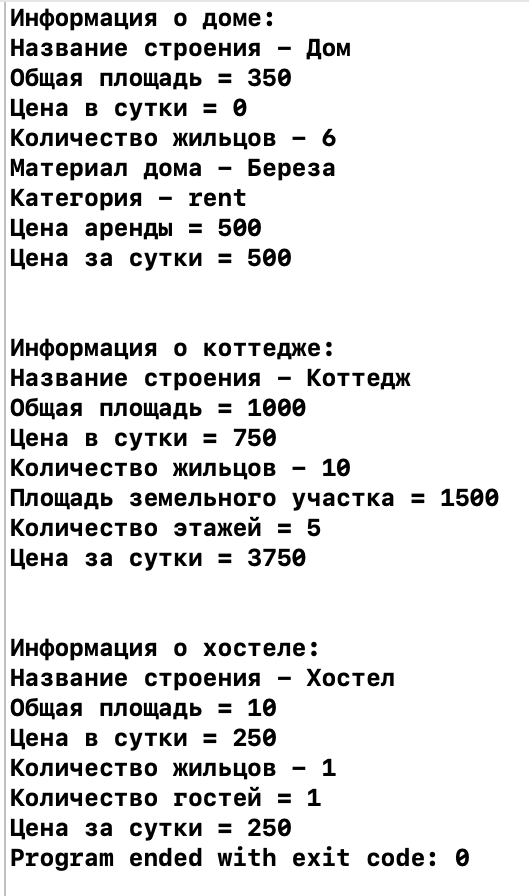 Информация о доме:
Название строения – Дом
Общая площадь = 350
Цена в сутки = 0
Количество жильцов – 6
Материал дома – Береза
Категория – rent
Цена аренды = 500
Цена за сутки = 500
Информация о коттедже:
Название строения – Коттедж
Общая площадь = 1000
Цена в сутки = 750
Количество жильцов – 10
Площадь земельного участка = 1500
Количество этажей = 5
Цена за сутки = 3750
Информация о хостеле:
Название строения – Хостел
Общая площадь = 10
Цена в сутки = 250
Количество жильцов – 1
Количество гостей = 1
Цена за сутки = 250
Program ended with exit code: 0